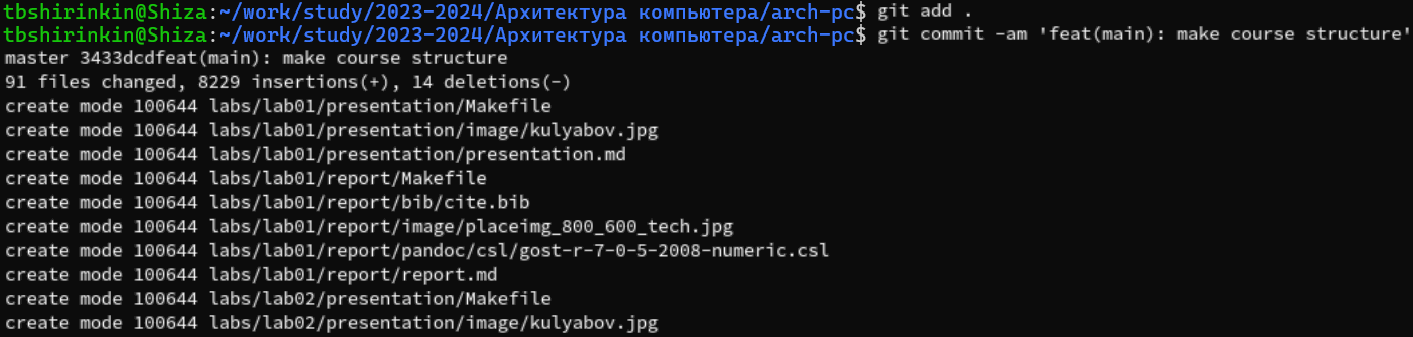 tbshirinkin@Shiza:~/work/study/2023-2024/Архитектура компьютера/arch-pc$ git add .
tbshirinkin@Shiza:~/work/study/2023-2024/Архитектура компьютера/arch-pc$ git commit -am 'feat(main): make course structure'
master 3433dcdfeat(main): make course structure
91 files changed, 8229 insertions(+), 14 deletions(-)
create mode 100644 labs/lab01/presentation/Makefile
create mode 100644 labs/lab01/presentation/image/kulyabov.jpg
create mode 100644 labs/lab01/presentation/presentation.md
create mode 100644 labs/lab01/report/Makefile
create mode 100644 labs/lab01/report/bib/cite.bib
create mode 100644 labs/lab01/report/image/placeimg_800_600_tech.jpg
create mode 100644 labs/lab01/report/pandoc/csl/gost-r-7-0-5-2008-numeric.csl
create mode 100644 labs/lab01/report/report.md
create mode 100644 labs/lab02/presentation/Makefile
create mode 100644 labs/lab02/presentation/image/kulyabov.jpg